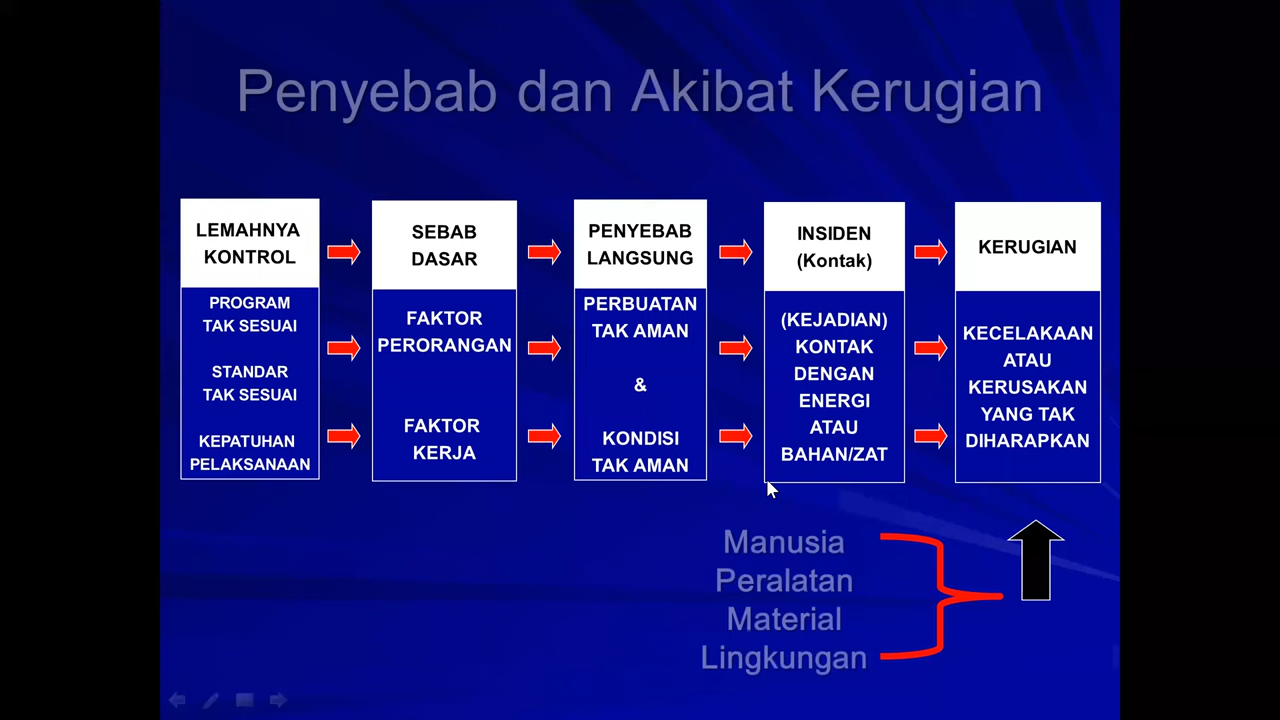 Penyebab dan Akibat Kerugian
LEMAHNYA
KONTROL
PROGRAM
TAK SESUAI
STANDAR
TAK SESUAI
KEPATUHAN
PELAKSANAAN
SEBAB
DASAR
FAKTOR
PERORANGAN
FAKTOR
KERJA
PENYEBAB
LANGSUNG
PERBUATAN
TAK AMAN
&
KONDISI
TAK AMAN
INSIDEN
(Kontak)
(KEJADIAN)
KONTAK
DENGAN
ENERGI
ATAU
BAHAN/ZAT
KERUGIAN
KECELAKAAN
ATAU
KERUSAKAN
YANG TAK
DIHARAPKAN
Manusia
Peralatan
Material
Lingkungan